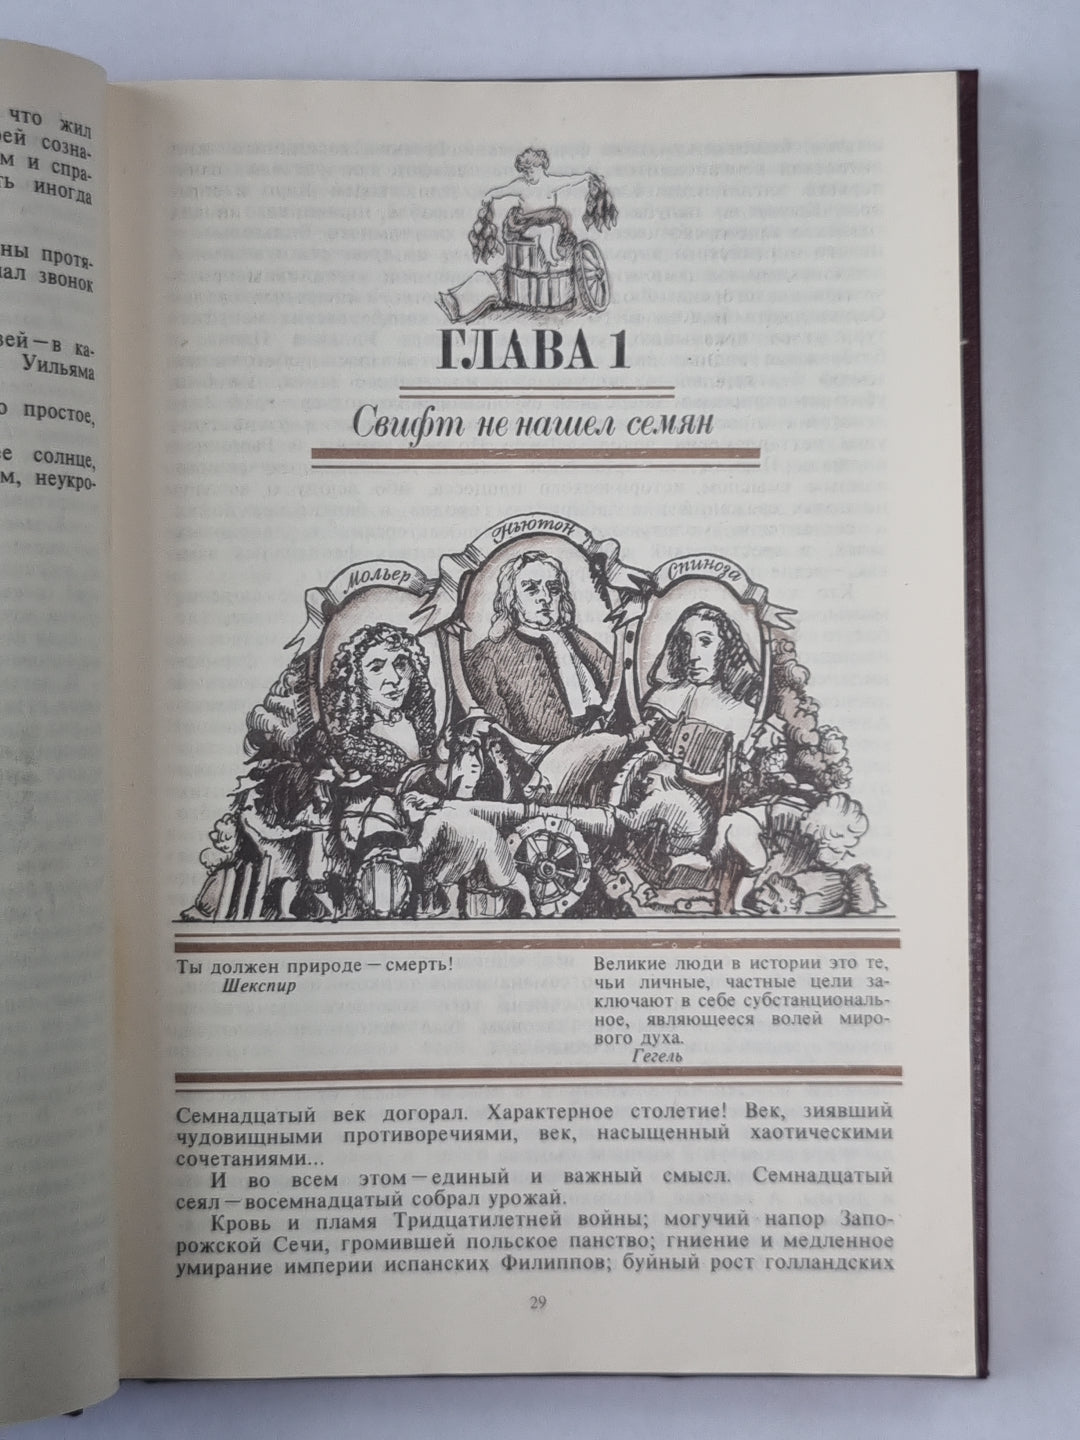 что жил
ей созна-
м и спра-
ть иногда
ны протя-
ал звонок
вей — в ка-
Уильяма
о простое,
ее солнце,
м, неукро-
ГЛАВА 1
Свифт не нашел семян
Мольер
Ньютон
Спиноза
Ты должен природе — смерть!
Шекспир
Великие люди в истории это те,
чьи личные, частные цели за-
ключают в себе субстанциональ-
ное, являющееся волей миро-
вого духа.
Гегель
Семнадцатый век догорал. Характерное столетие! Век, зиявший
чудовищными противоречиями, век, насыщенный хаотическими
сочетаниями...
И во всем этом — единый и важный смысл. Семнадцатый
сеял — восемнадцатый собрал урожай.
Кровь и пламя Тридцатилетней войны; могучий напор Запо-
рожской Сечи, громившей польское панство; гниение и медленное
умирание империи испанских Филиппов; буйный рост голландских
29